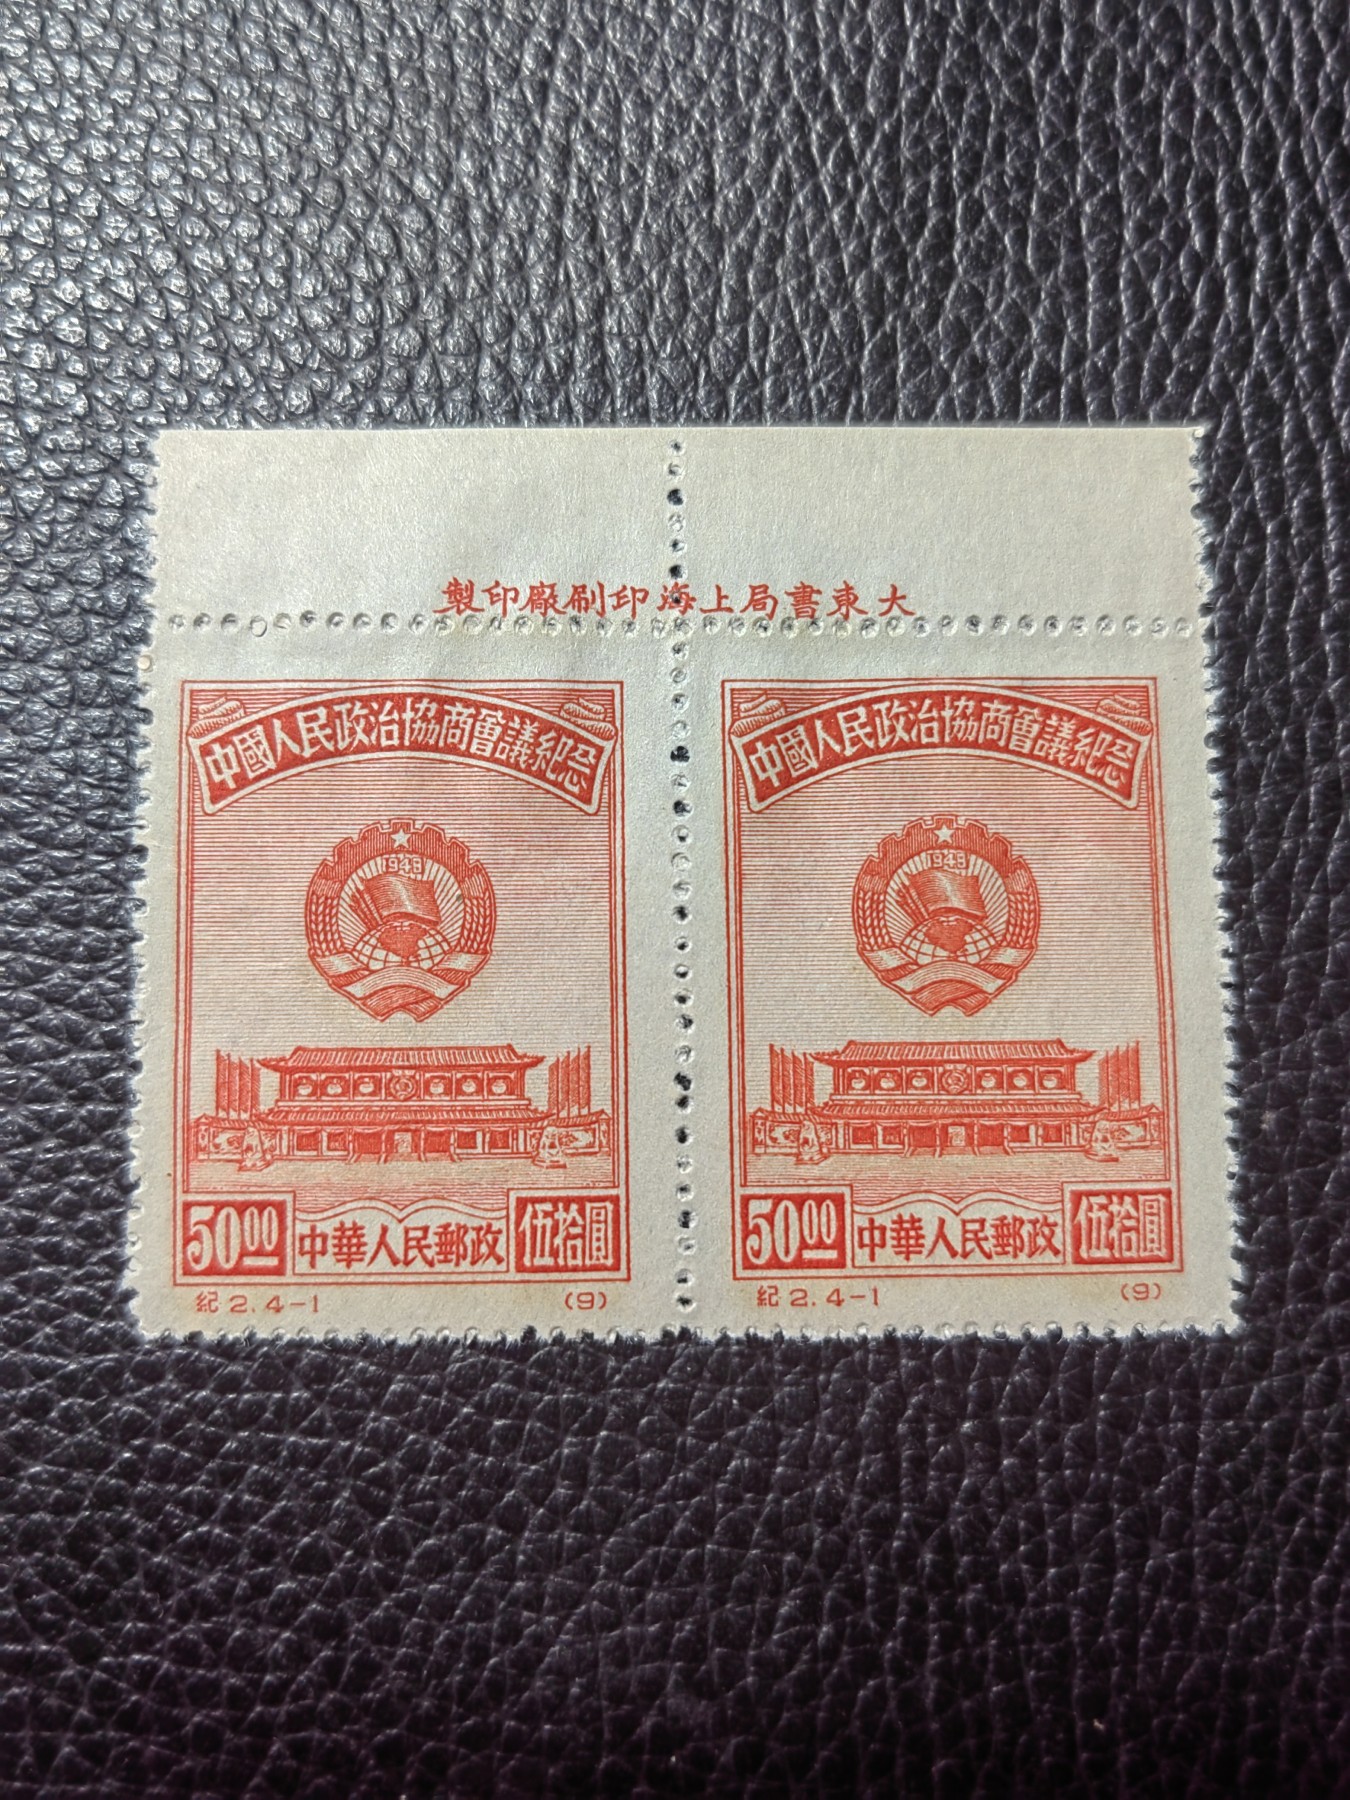 大東書局上海印刷廠印製
中國人民政治協商會議紀念
1949
50.00 中華人民郵政 伍拾圓
紀2.4-1 (9)
中國人民政治協商會議紀念
1949
50.00 中華人民郵政 伍拾圓
紀2.4-1 (9)